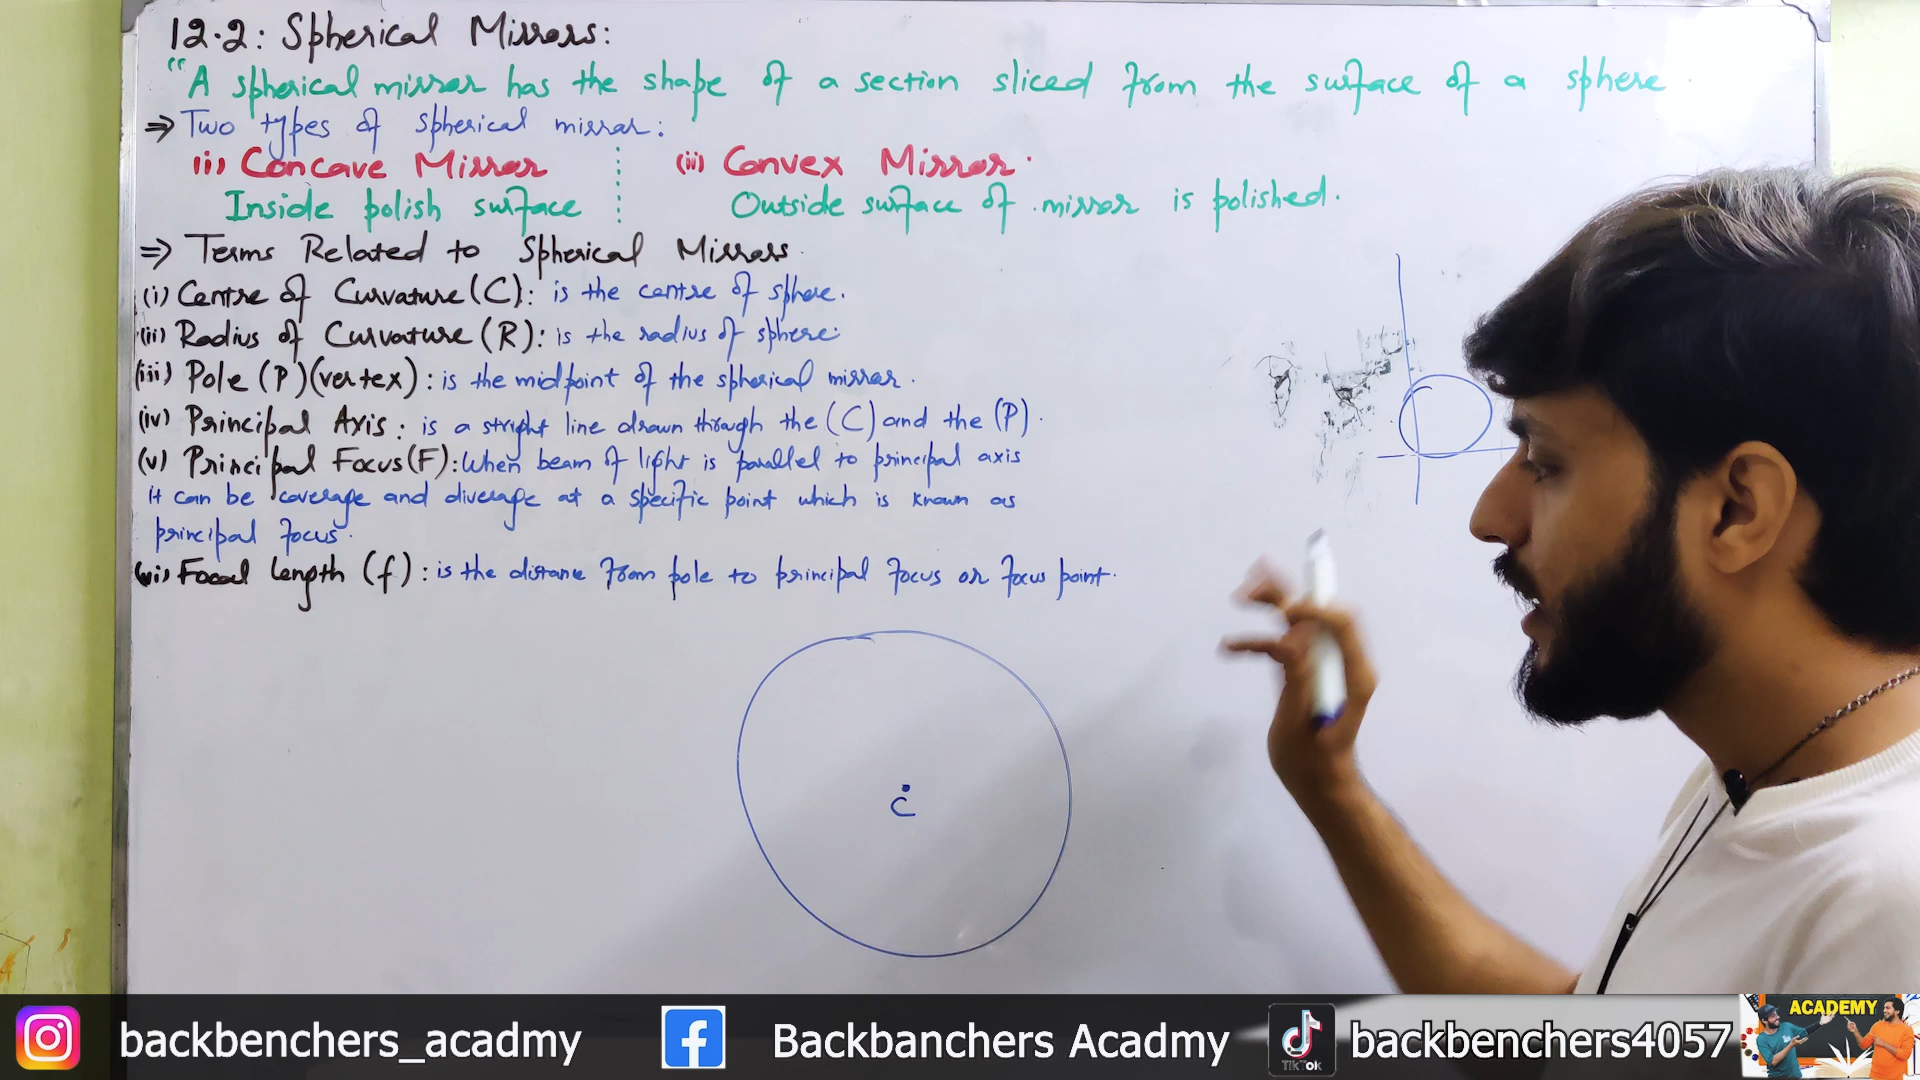 12.2: Spherical Mirrors:
"A spherical mirror has the shape of a section sliced from the surface of a sphere.
⇒ Two types of spherical mirror:
(i) Concave Mirror (ii) Convex Mirror.
Inside polish surface Outside surface of mirror is polished.
⇒ Terms Related to Spherical Mirrors.
(i) Centre of Curvature (C): is the centre of sphere.
(ii) Radius of Curvature (R): is the radius of sphere:
(iii) Pole (P)(vertex): is the midpoint of the spherical mirror.
(iv) Principal Axis: is a stright line drawn through the (C) and the (P).
(v) Principal Focus(F): When beam of light is parallel to principal axis
it can be coverage and diverage at a specific point which is known as
principal focus.
(vi) Focal length (f): is the distane from pole to principal focus or focus point.
C
backbenchers_acadmy
Backbanchers Acadmy
TikTok
backbenchers4057
ACADEMY